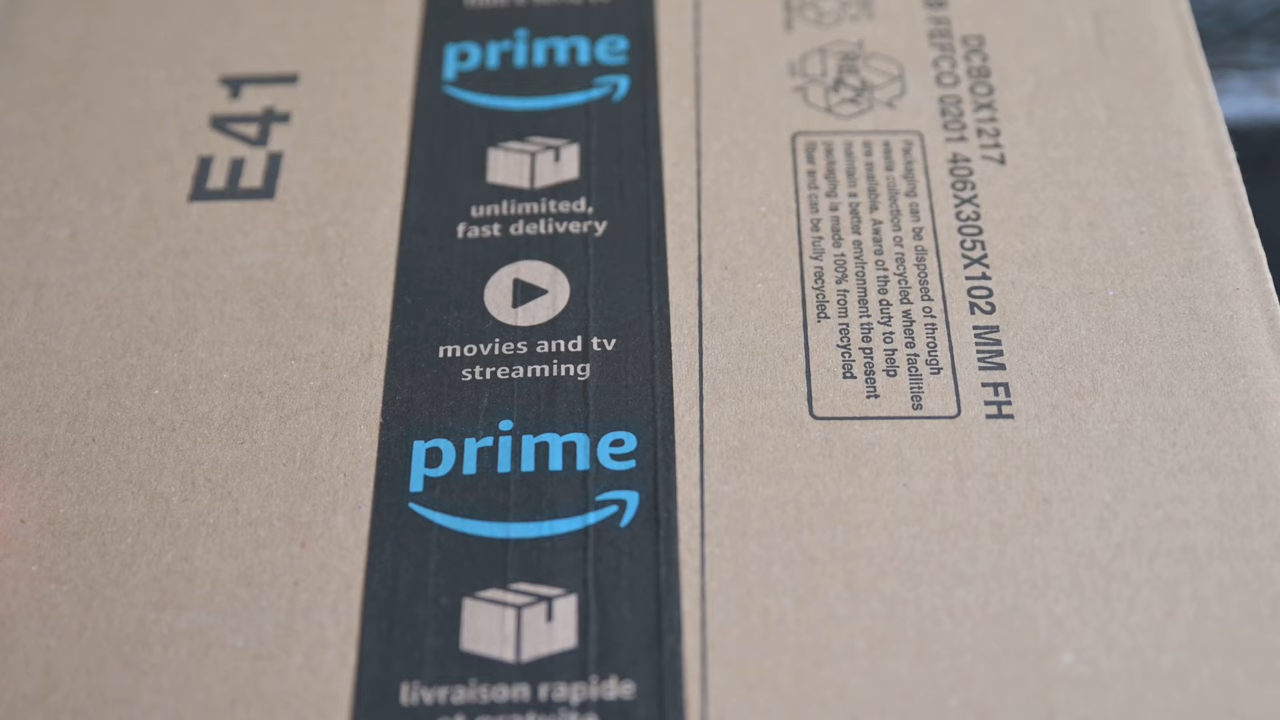 prime
unlimited,
fast delivery
movies and tv
streaming
prime
livraison rapide
et gratuite
E41
DCBOX1217
FEFCO 0201 406X305X102 MM FH
Packaging can be disposed of through
waste collection or recycled where facilities
are available. Aware of the duty to help
maintain a better environment the present
packaging is made 100% from recycled
fiber and can be fully recycled.